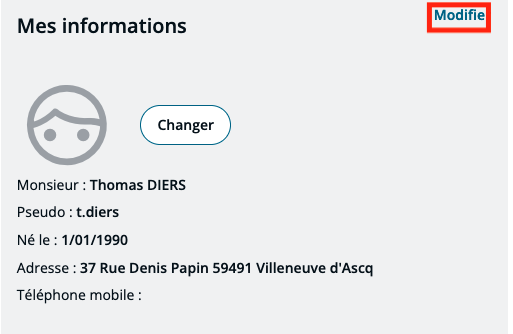 Mes informations
Modifie
Changer
Monsieur : Thomas DIERS
Pseudo : t.diers
Né le : 1/01/1990
Adresse : 37 Rue Denis Papin 59491 Villeneuve d'Ascq
Téléphone mobile :